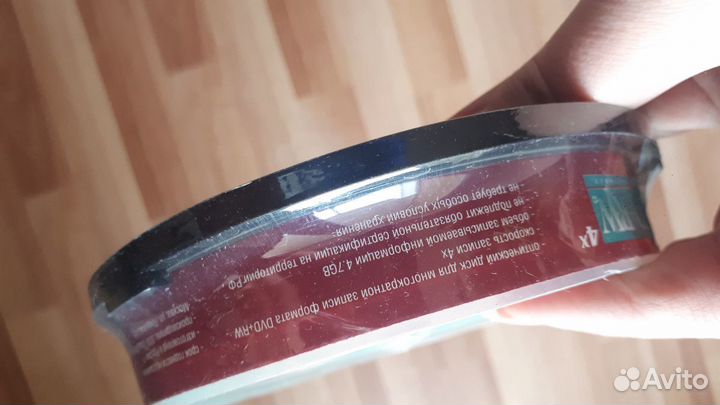 -оптический диск для многократной записи формата DVD-RW
-скорость записи 4x
-объем записываемой информации 4.7GB
-не подлежит обязательной сертификации на территории РФ
-не требует особых условий хранения
4x
Avito